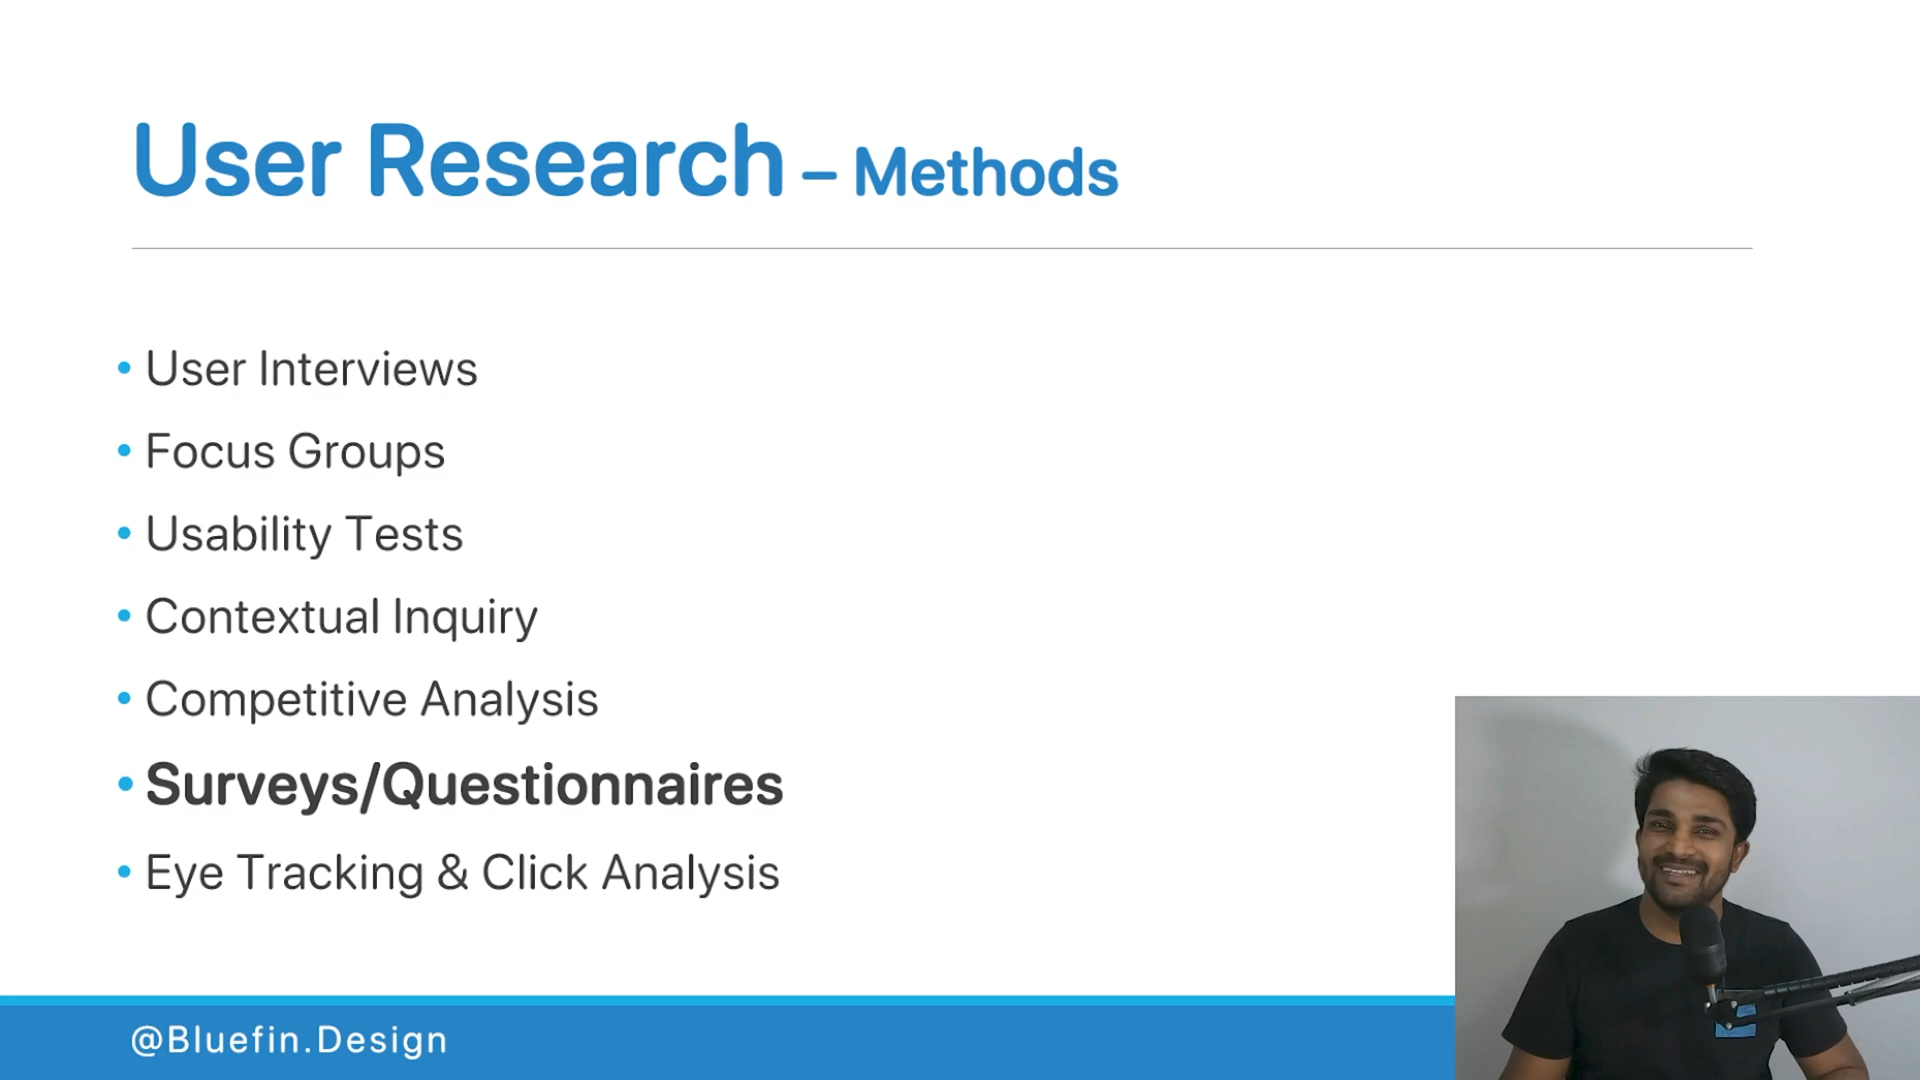 User Research – Methods
• User Interviews
• Focus Groups
• Usability Tests
• Contextual Inquiry
• Competitive Analysis
• Surveys/Questionnaires
• Eye Tracking & Click Analysis
@Bluefin.Design